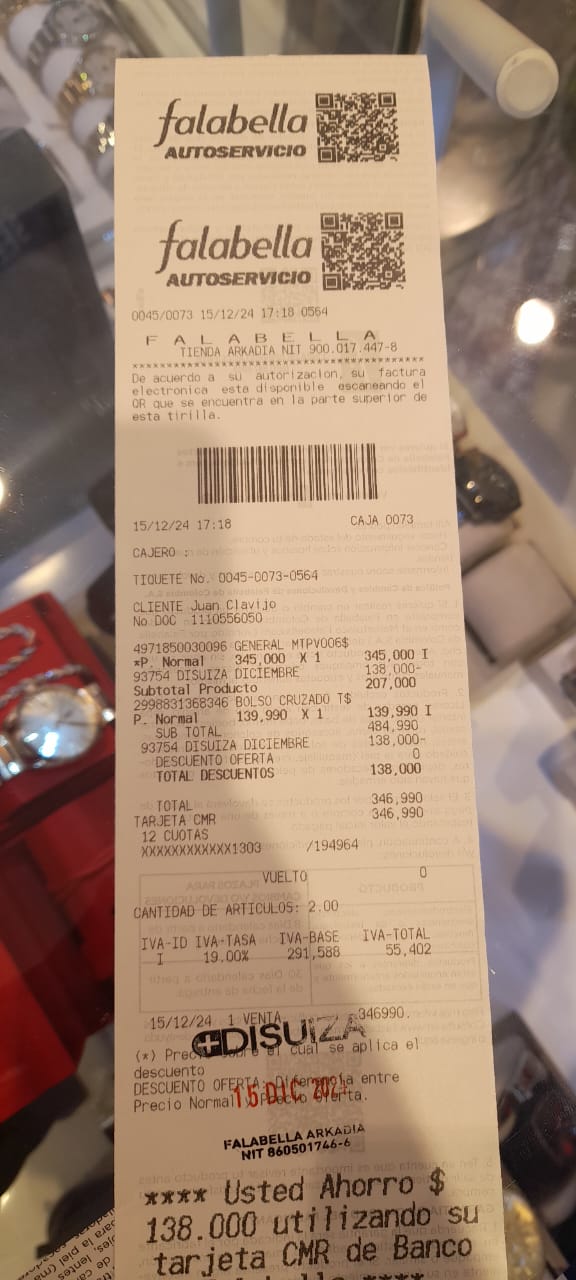 falabella
AUTOSERVICIO
falabella
AUTOSERVICIO
0045/0073 15/12/24 17:18 0564
F A L A B E L L A
TIENDA ARKADIA NIT 900.017.447-8
****************************************
De acuerdo a su autorizacion, su factura
electronica esta disponible escaneando el
QR que se encuentra en la parte superior de
esta tirilla.
15/12/24 17:18 CAJA 0073
CAJERO :
TIQUETE No. 0045-0073-0564
CLIENTE Juan Clavijo
No DOC 1110556050
4971850030096 GENERAL MTPV006$
*P. Normal 345,000 X 1 345,000 I
93754 DISUIZA DICIEMBRE 138,000-
Subtotal Producto 207,000
2998831368346 BOLSO CRUZADO T$
P. Normal 139,990 X 1 139,990 I
SUB TOTAL 484,990
93754 DISUIZA DICIEMBRE 138,000-
DESCUENTO OFERTA 0
TOTAL DESCUENTOS 138,000
TOTAL 346,990
TARJETA CMR 346,990
12 CUOTAS
XXXXXXXXXXXX1303 /194964
VUELTO 0
CANTIDAD DE ARTICULOS: 2.00
IVA-ID IVA-TASA IVA-BASE IVA-TOTAL
I 19.00% 291,588 55,402
15/12/24 1 VENTA 346990.
DISUIZA
(*) Precio sobre el cual se aplica el
descuento
DESCUENTO OFERTA: Diferencia entre
Precio Normal y Precio Oferta.
15 DIC 2024
FALABELLA ARKADIA
NIT 860501746-6
**** Usted Ahorro $
138.000 utilizando su
tarjeta CMR de Banco